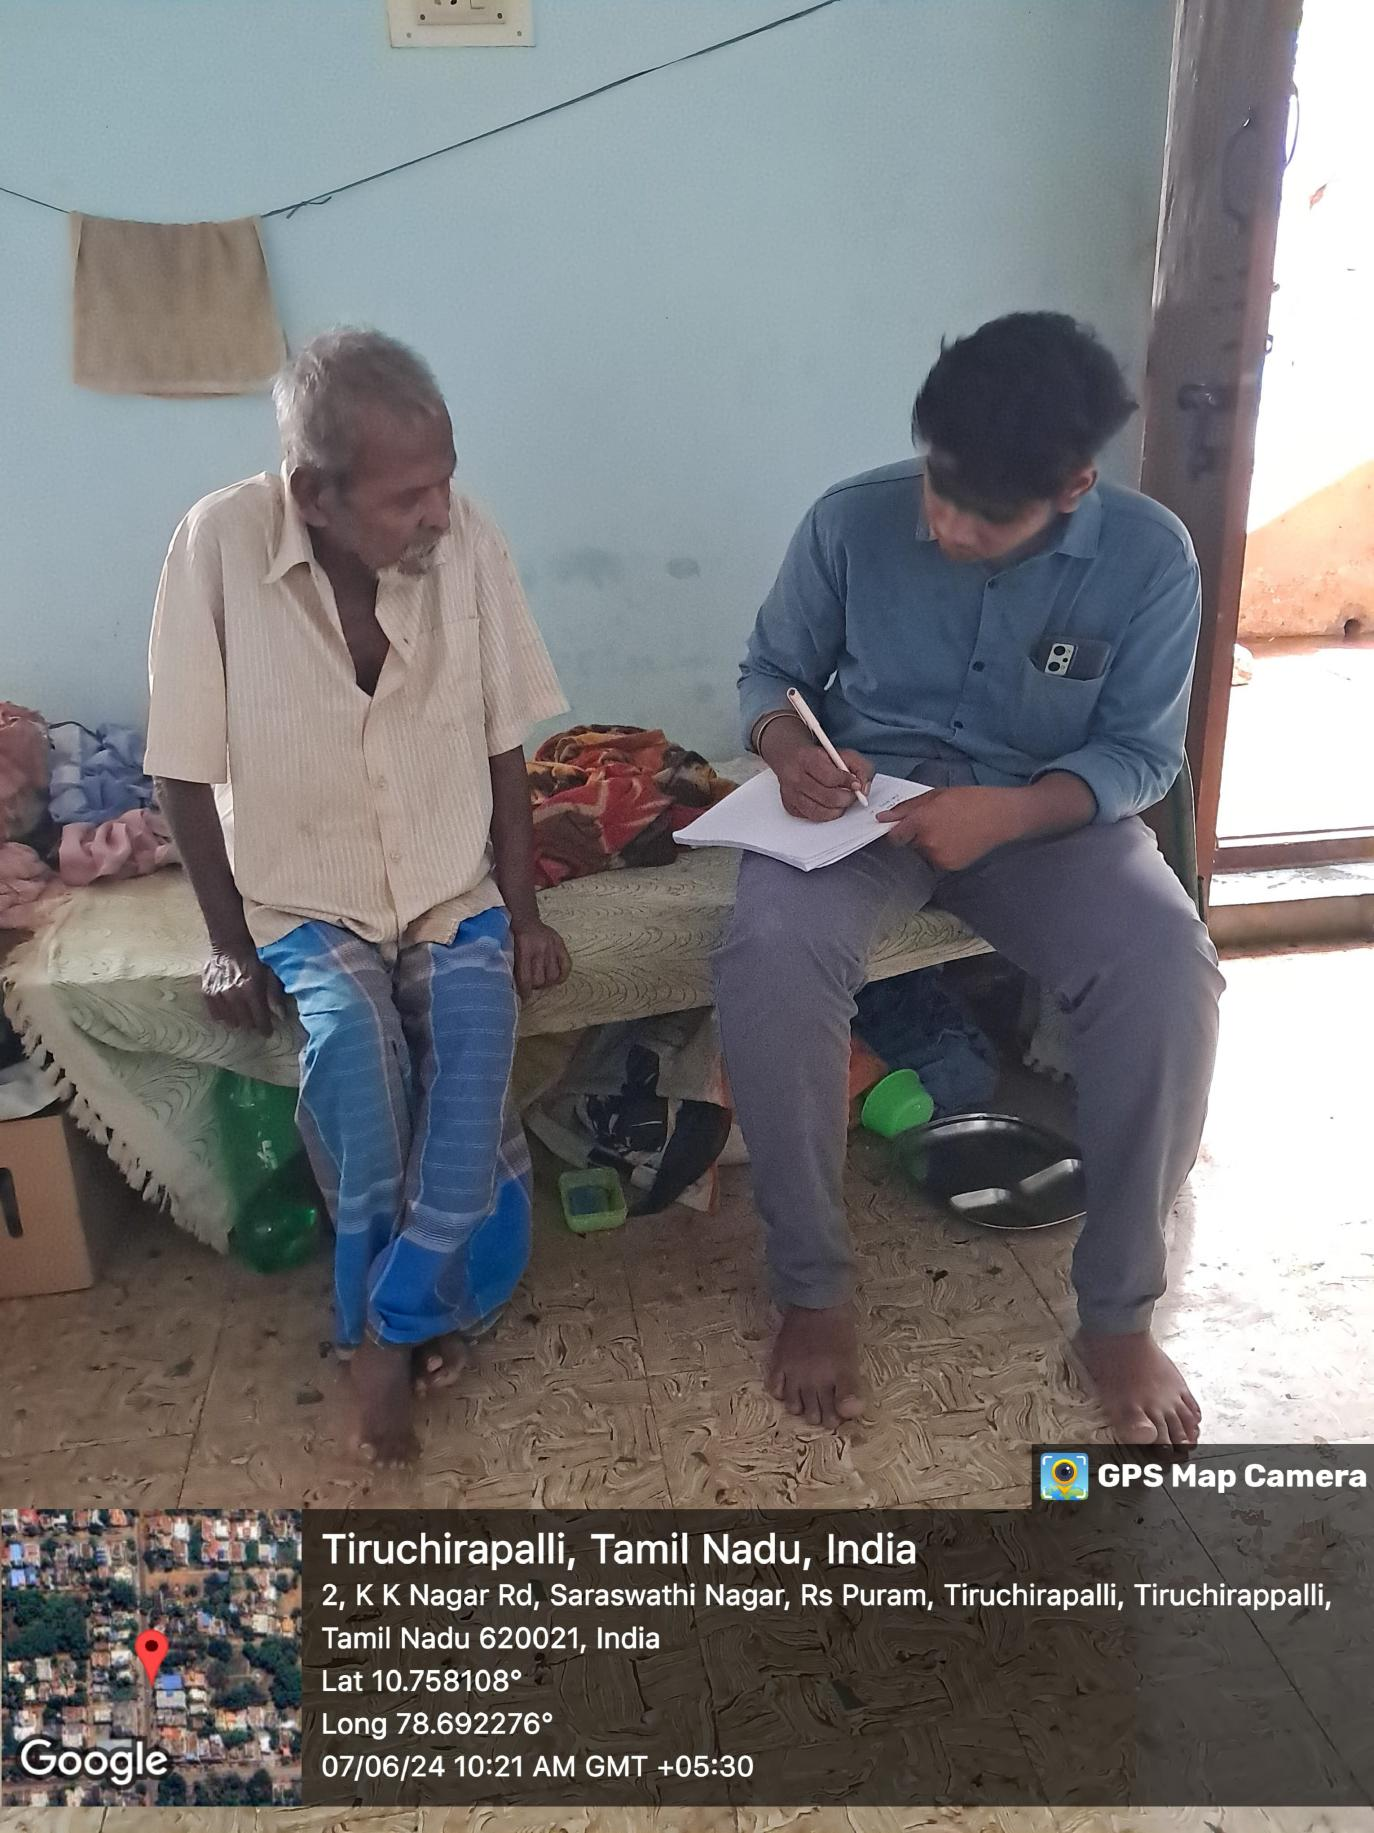 GPS Map Camera
Tiruchirapalli, Tamil Nadu, India
2, K K Nagar Rd, Saraswathi Nagar, Rs Puram, Tiruchirapalli, Tiruchirappalli,
Tamil Nadu 620021, India
Lat 10.758108°
Long 78.692276°
07/06/24 10:21 AM GMT +05:30
Google